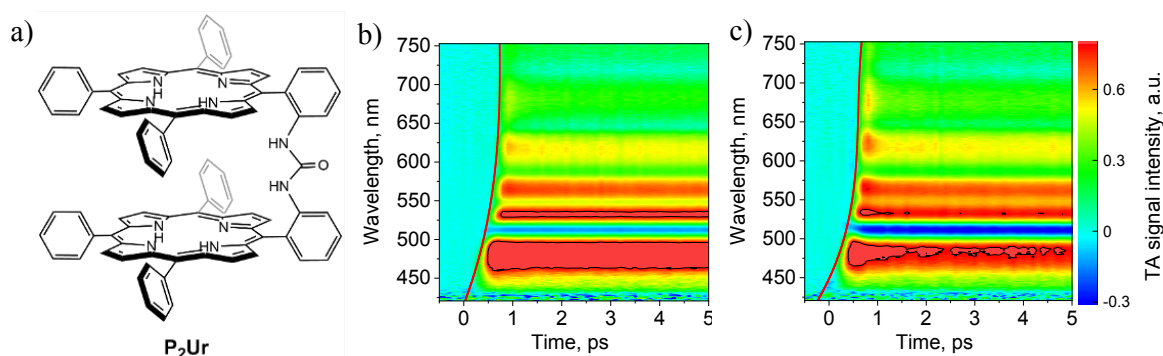 a)
NH
N
N
HN
HN
O
HN
NH
N
N
HN
P₂Ur
b)
750
700
650
600
550
500
450
Wavelength, nm
0
1
2
3
4
5
Time, ps
c)
750
700
650
600
550
500
450
Wavelength, nm
0
1
2
3
4
5
Time, ps
0.6
0.3
0
-0.3
TA signal intensity, a.u.